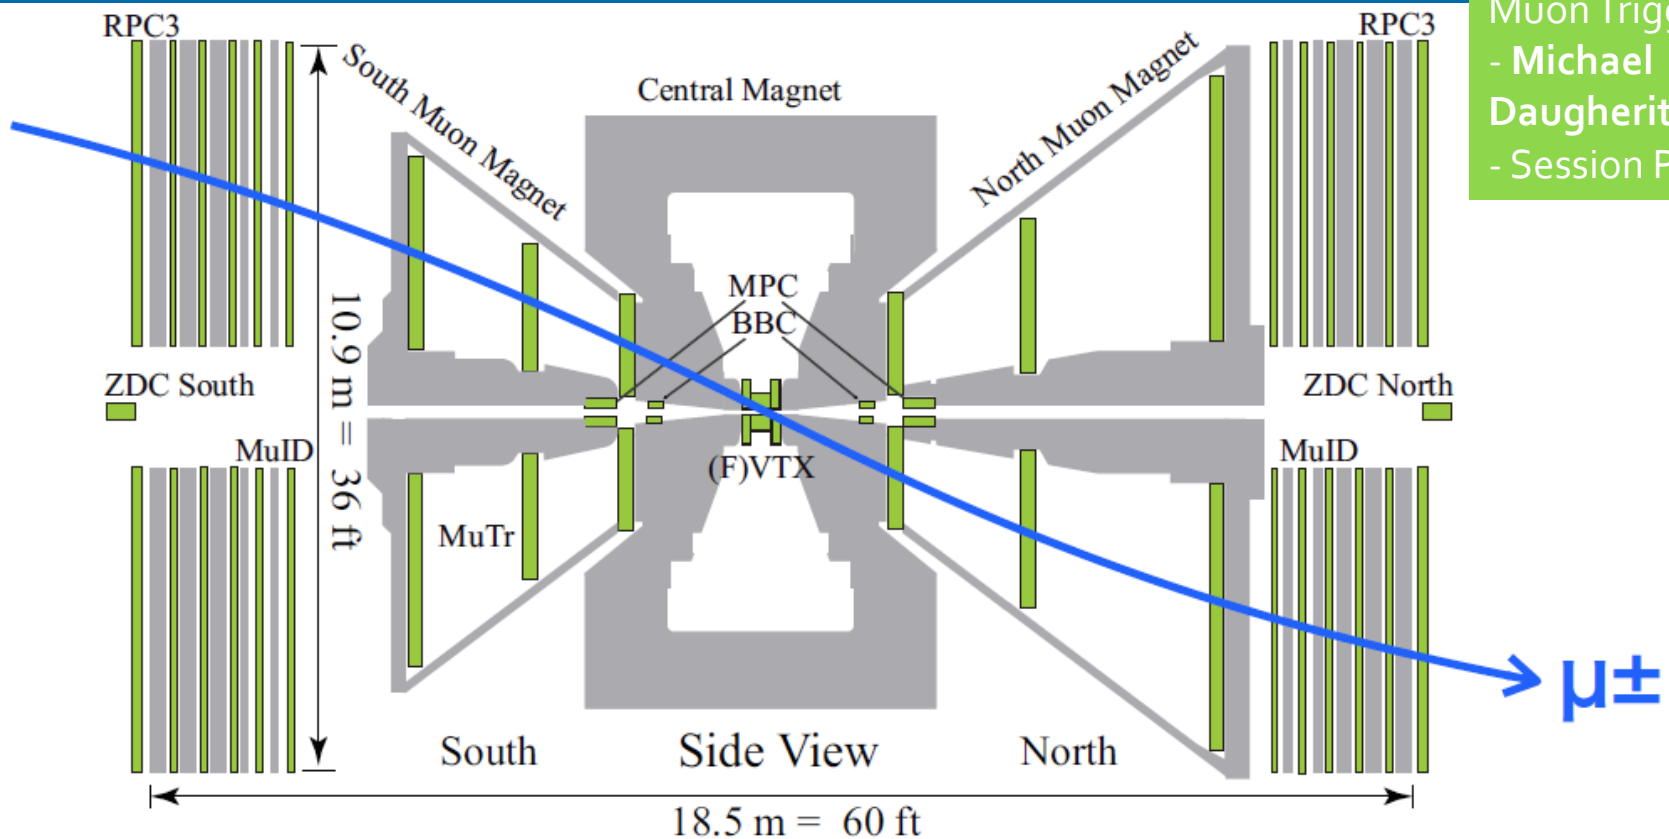 RPC3
South Muon Magnet
Central Magnet
North Muon Magnet
RPC3
- Michael
- Session
MPC
BBC
10.9 m = 36 ft
ZDC South
ZDC North
MuID
(F)VTX
MuID
MuTr
μ±
South
Side View
North
18.5 m = 60 ft